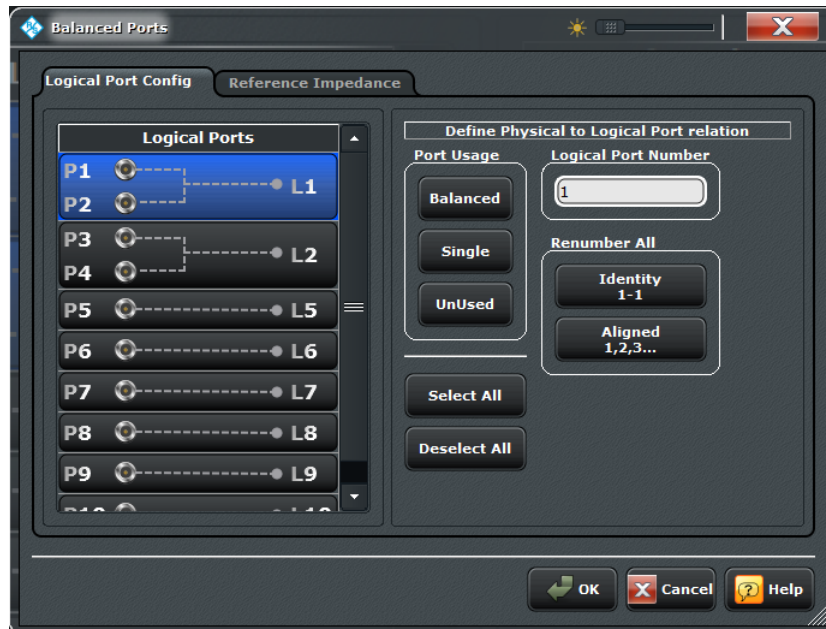 Balanced Ports
Logical Port Config
Reference Impedance
Logical Ports
P1
P2
L1
P3
P4
L2
P5 L5
P6 L6
P7 L7
P8 L8
P9 L9
P10 L10
Define Physical to Logical Port relation
Port Usage
Balanced
Single
UnUsed
Logical Port Number
1
Renumber All
Identity
1-1
Aligned
1,2,3...
Select All
Deselect All
OK
Cancel
Help